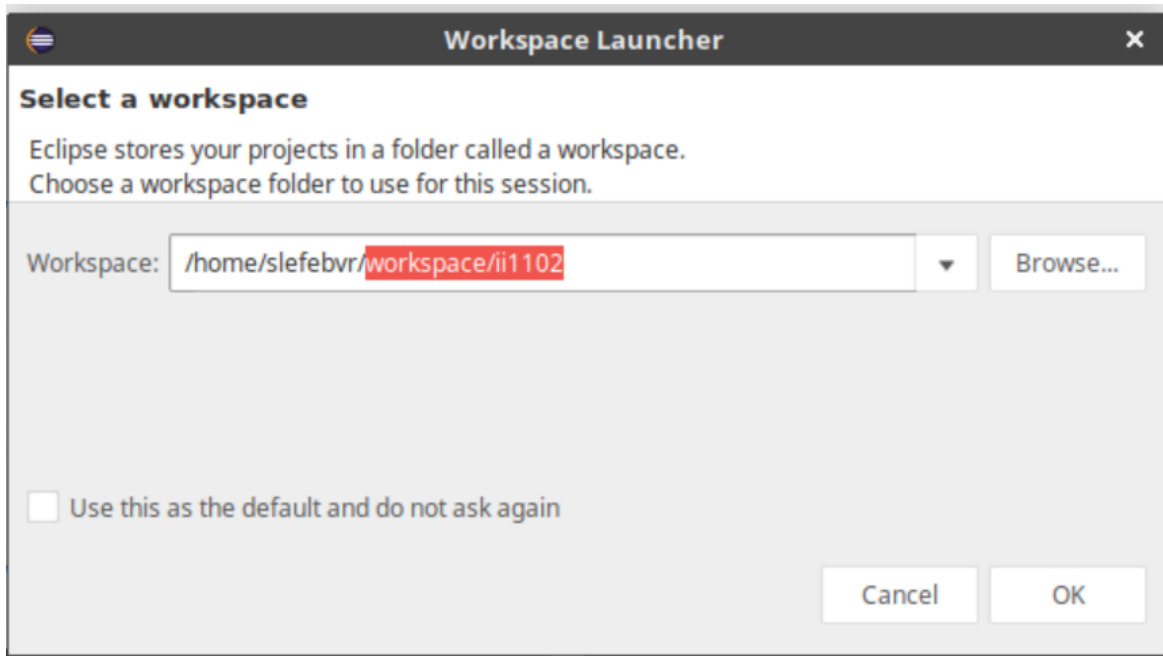 Workspace Launcher
Select a workspace
Eclipse stores your projects in a folder called a workspace.
Choose a workspace folder to use for this session.
Workspace: /home/slefebvr/workspace/ii1102 Browse...
Use this as the default and do not ask again
Cancel OK